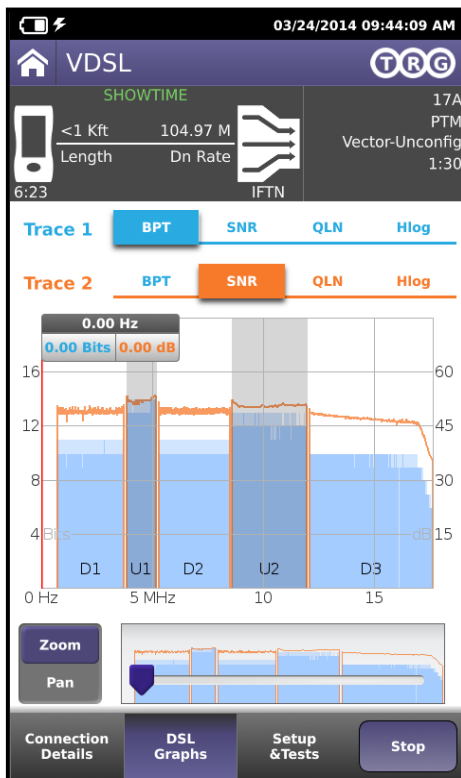 03/24/2014 09:44:09 AM
VDSL
TRG
SHOWTIME
17A
<1 Kft 104.97 M
PTM
Length Dn Rate
Vector-Unconfig
1:30
6:23 IFTN
Trace 1 BPT SNR QLN Hlog
Trace 2 BPT SNR QLN Hlog
0.00 Hz
0.00 Bits 0.00 dB
16 60
12 45
8 30
4 Bits dB 15
D1 U1 D2 U2 D3
0 Hz 5 MHz 10 15
Zoom
Pan
Connection Details
DSL Graphs
Setup &Tests
Stop